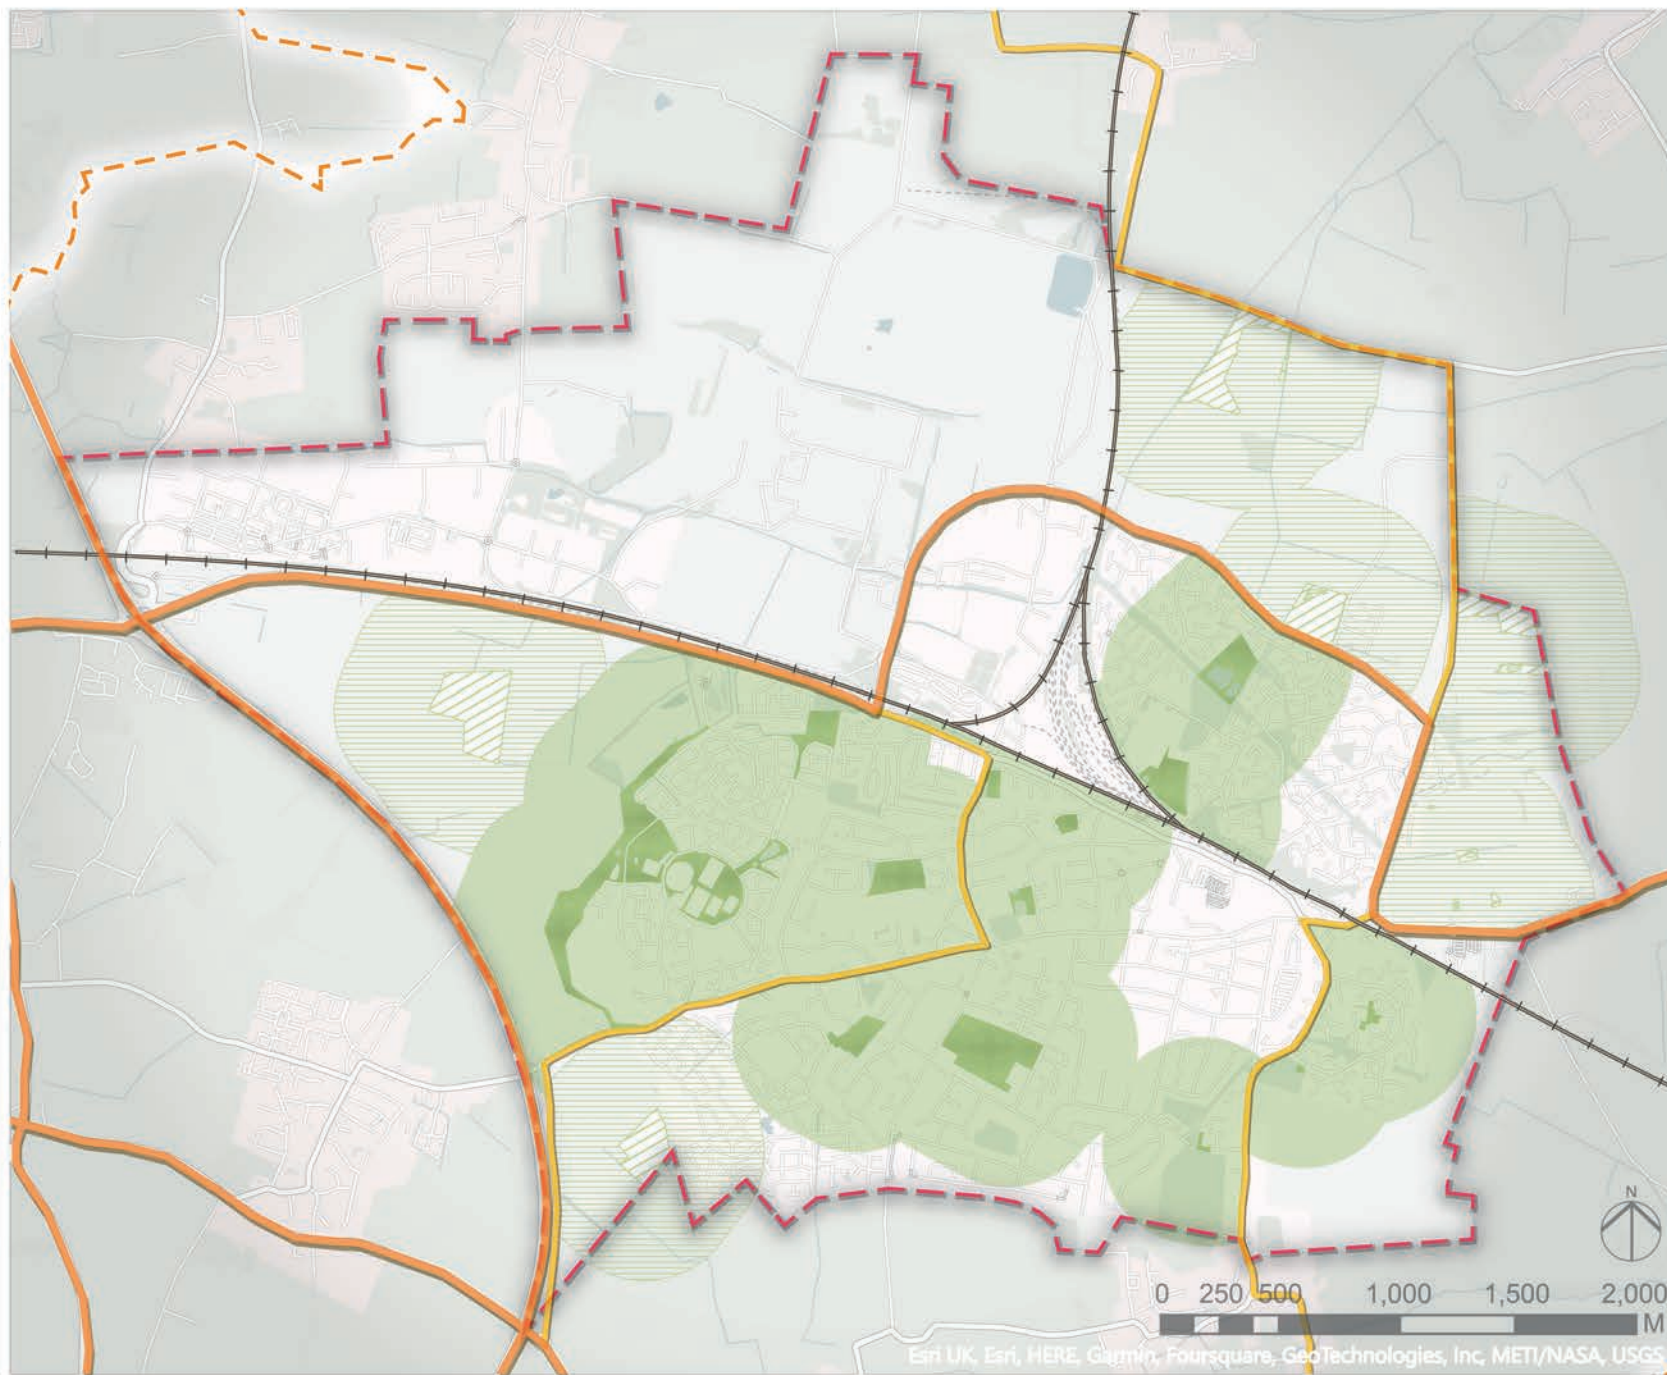 N
0 250 500 1,000 1,500 2,000
M
Esri UK, Esri, HERE, Garmin, Foursquare, GeoTechnologies, Inc, METI/NASA, USGS